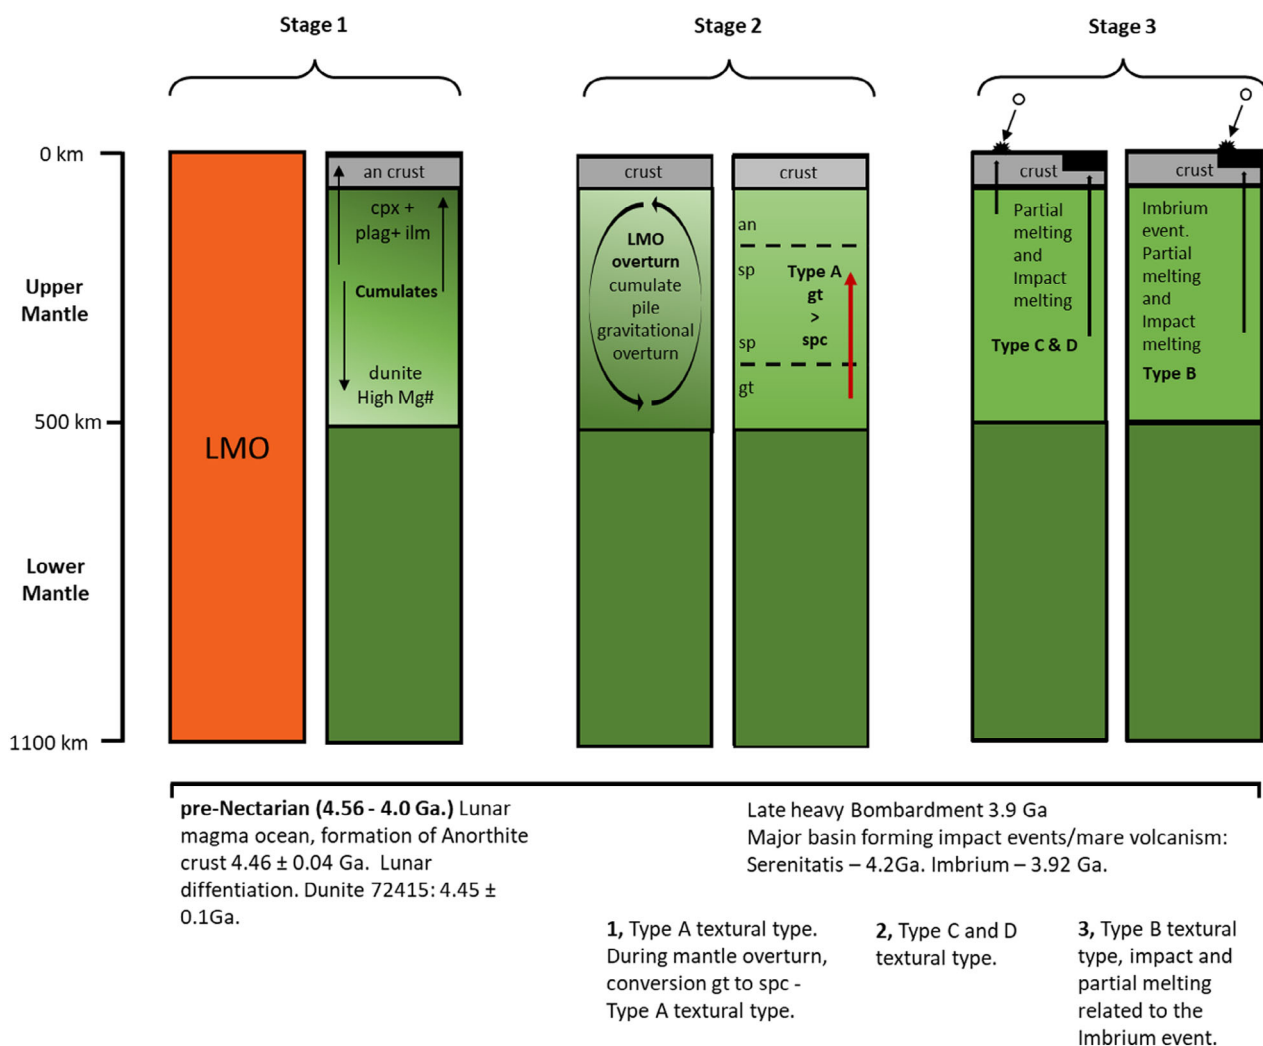 Stage 1
Stage 2
Stage 3
0 km
500 km
1100 km
Upper
Mantle
Lower
Mantle
LMO
an crust
cpx +
plag+ ilm
Cumulates
dunite
High Mg#
crust
LMO
overturn
cumulate
pile
gravitational
overturn
crust
an
sp
sp
gt
Type A
gt
>
spc
crust
Partial
melting
and
Impact
melting
Type C & D
crust
Imbrium
event.
Partial
melting
and
Impact
melting
Type B
pre-Nectarian (4.56 - 4.0 Ga.) Lunar
magma ocean, formation of Anorthite
crust 4.46 ± 0.04 Ga. Lunar
diffentiation. Dunite 72415: 4.45 ±
0.1Ga.
Late heavy Bombardment 3.9 Ga
Major basin forming impact events/mare volcanism:
Serenitatis – 4.2Ga. Imbrium – 3.92 Ga.
1, Type A textural type.
During mantle overturn,
conversion gt to spc -
Type A textural type.
2, Type C and D
textural type.
3, Type B textural
type, impact and
partial melting
related to the
Imbrium event.